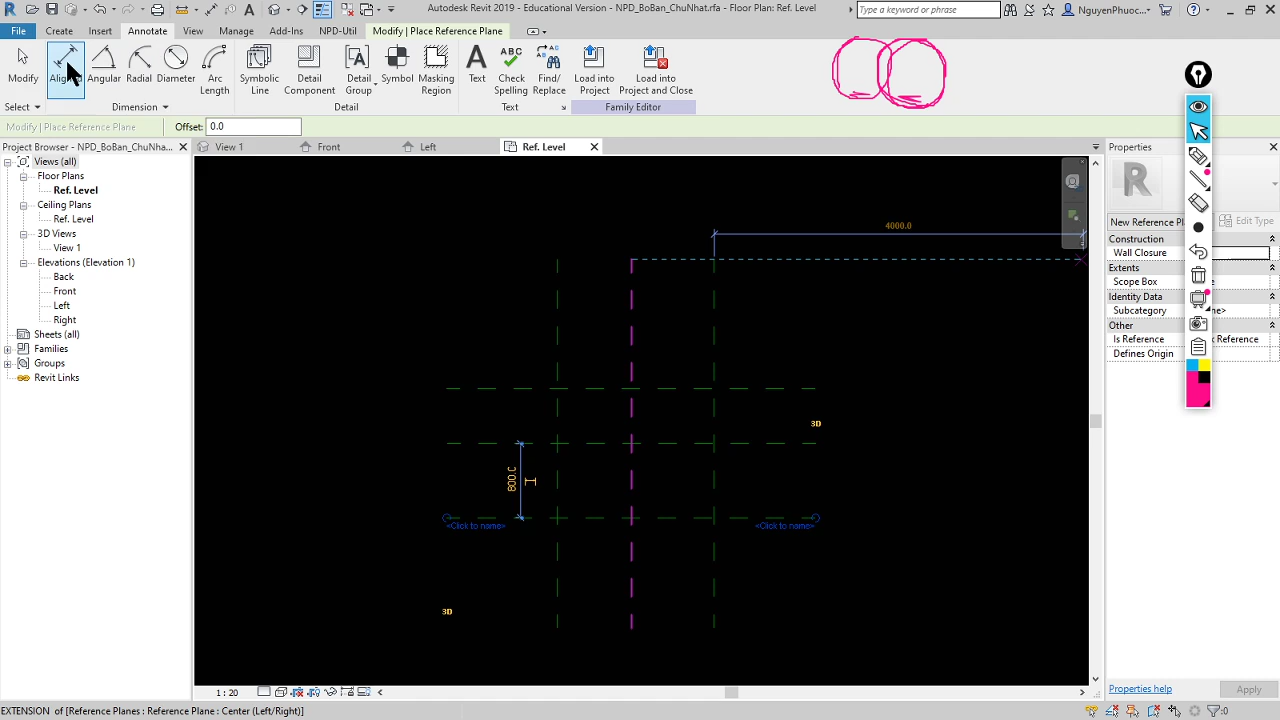 Autodesk Revit 2019 - Educational Version - NPD_BoBan_ChuNha... - Floor Plan: Ref. Level
Type a keyword or phrase
NguyenPhuoc...
File Create Insert Annotate View Manage Add-Ins NPD-Util Modify | Place Reference Plane
Modify Aligned Angular Radial Diameter Arc Length Symbolic Line Detail Component Detail Group Symbol Masking Region Text Check Spelling Find/ Replace Load into Project Load into Project and Close
ABC
Select Dimension Detail Text Family Editor
Modify | Place Reference Plane Offset: 0.0
Project Browser - NPD_BoBan_ChuNha...
View 1 Front Left Ref. Level
Properties
Views (all)
Floor Plans
Ref. Level
Ceiling Plans
Ref. Level
3D Views
View 1
Elevations (Elevation 1)
Back
Front
Left
Right
Sheets (all)
Families
Groups
Revit Links
4000.0
3D
<Click to name>
<Click to name>
3D
R
New Reference Pl
Edit Type
Construction
Wall Closure
Extents
Scope Box
Identity Data
Subcategory
Other
Is Reference
Reference
Defines Origin
Properties help
Apply
1 : 20
EXTENSION of [Reference Planes : Reference Plane : Center (Left/Right)]
:0